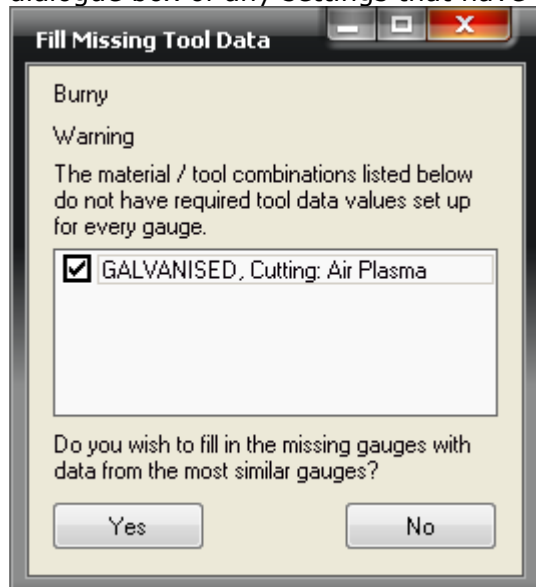 dialogue box of any settings that have
Fill Missing Tool Data
Burny
Warning
The material / tool combinations listed below
do not have required tool data values set up
for every gauge.
GALVANISED, Cutting: Air Plasma
Do you wish to fill in the missing gauges with
data from the most similar gauges?
Yes
No